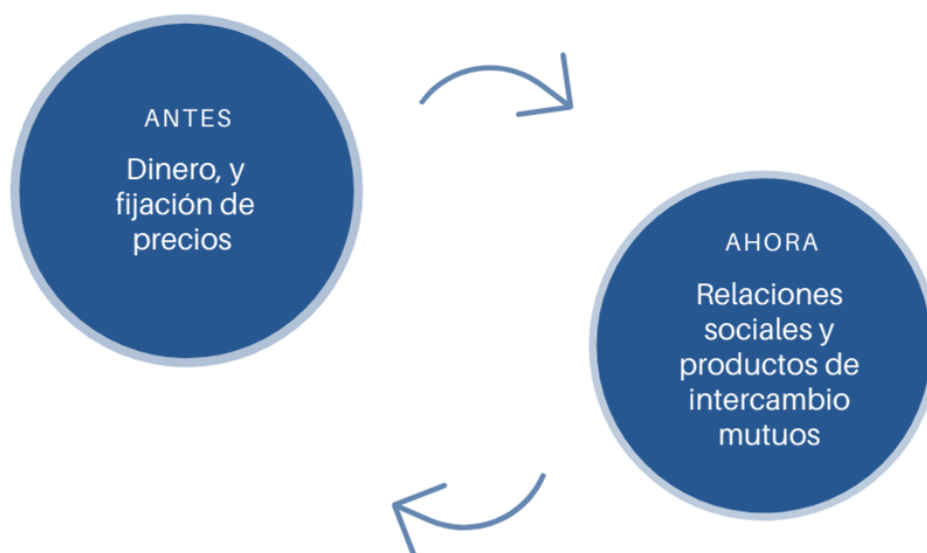 ANTES
Dinero, y
fijación de
precios
AHORA
Relaciones
sociales y
productos de
intercambio
mutuos